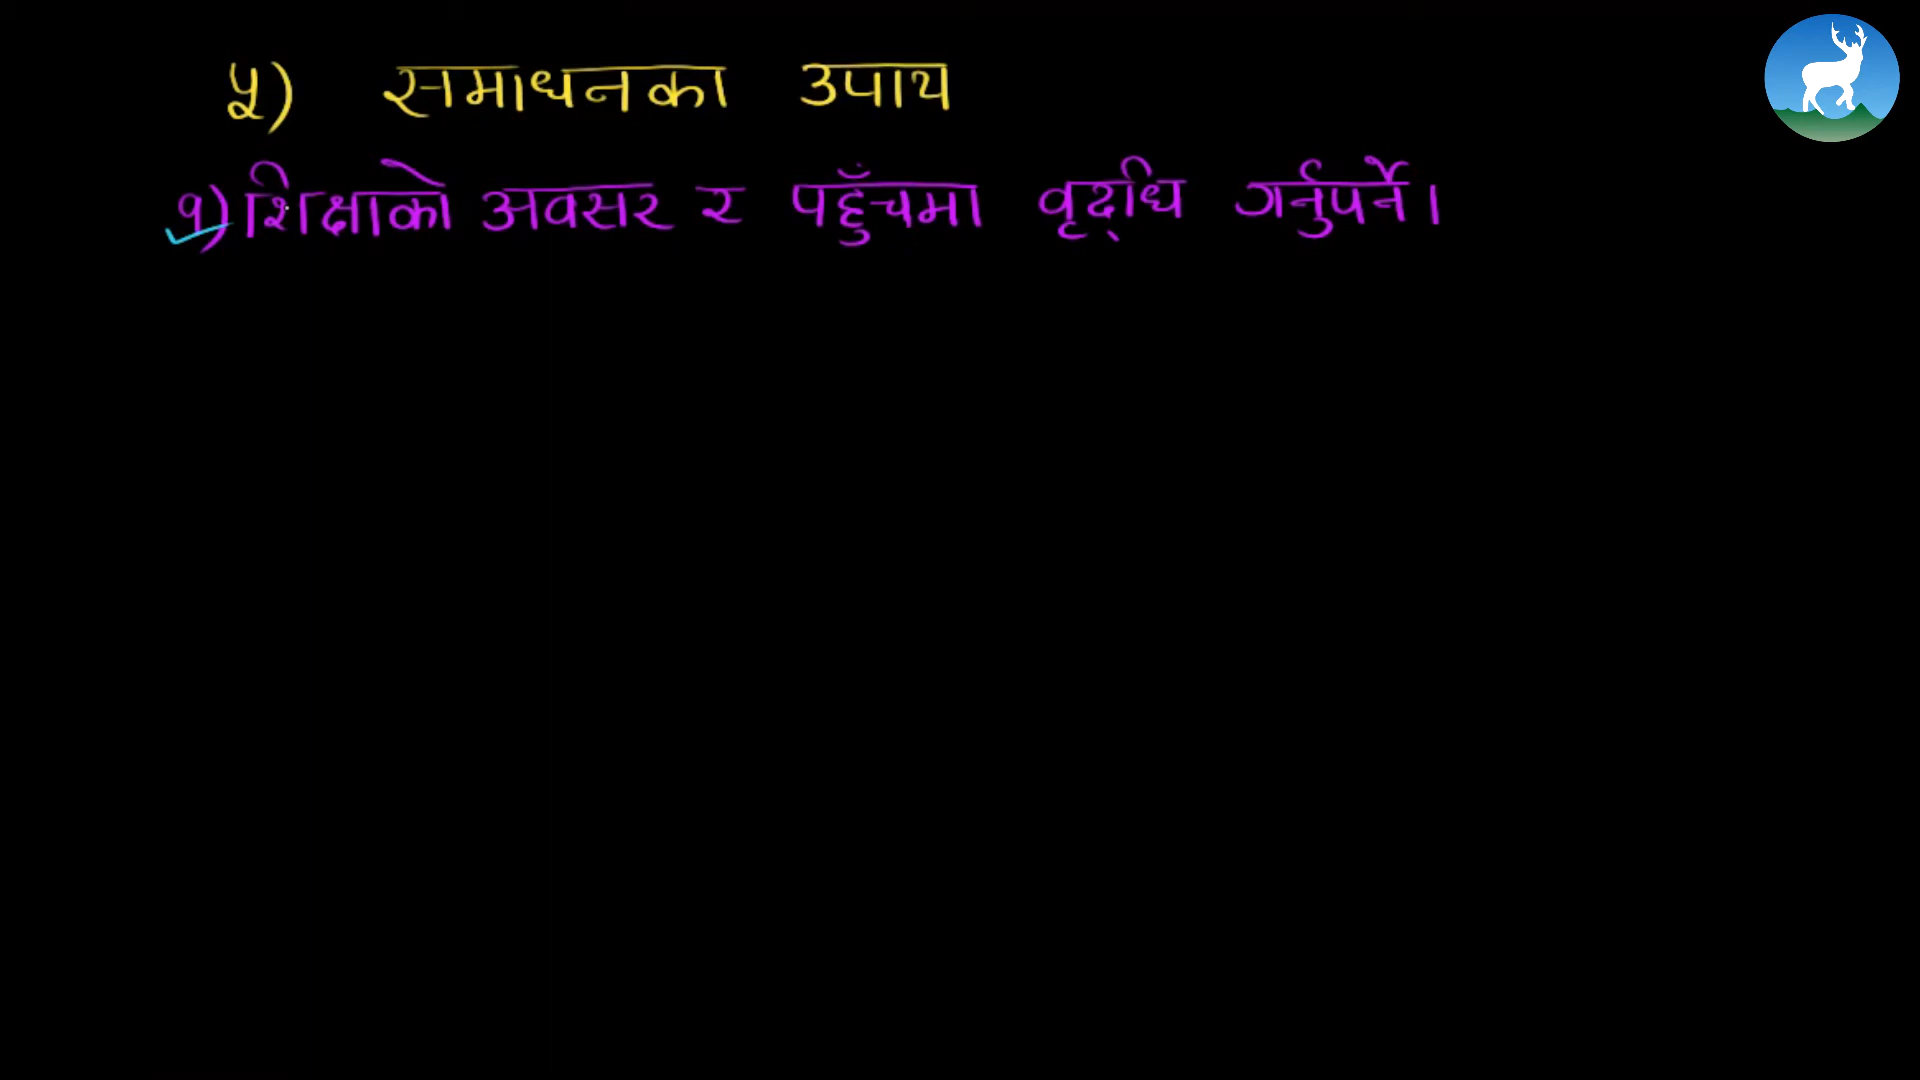 ५) समाधनका उपाय
१) शिक्षाको अवसर र पहुँचमा वृद्‌धि गर्नुपर्ने।